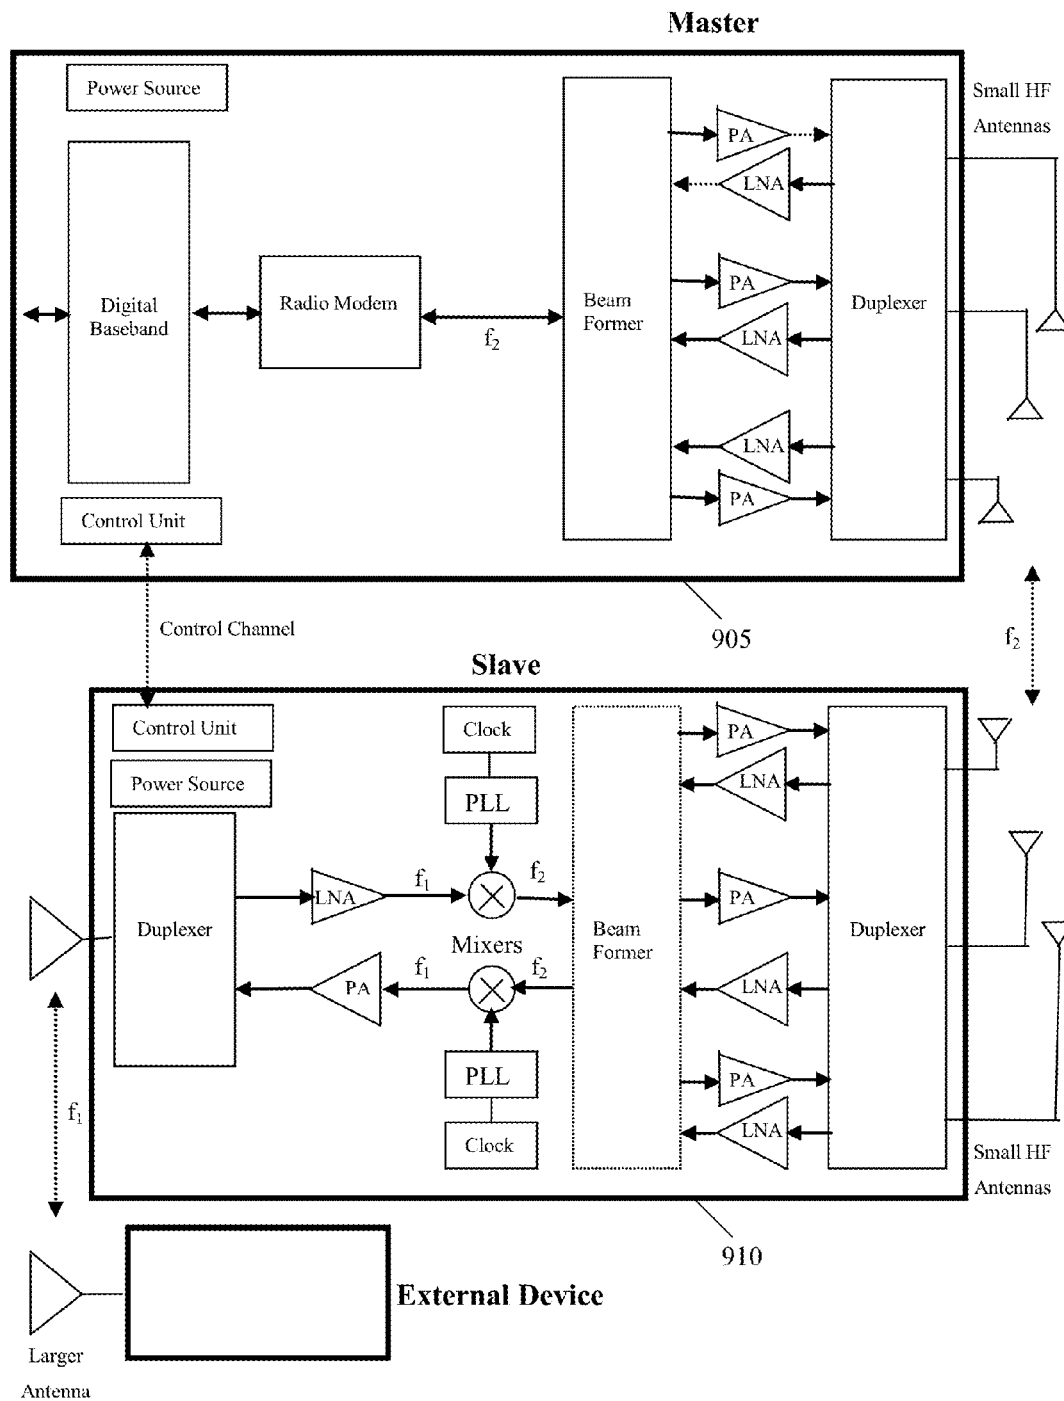 Master
Power Source
Small HF
Antennas
PA
LNA
Digital
Baseband
Radio Modem
f₂
Beam
Former
PA
LNA
Duplexer
LNA
PA
Control Unit
Control Channel
905
f₂
Slave
Control Unit
Power Source
Clock
PLL
PA
LNA
Duplexer
LNA
f₁
f₂
Mixers
PA
f₁
f₂
Beam
Former
PA
LNA
Duplexer
PLL
Clock
PA
LNA
f₁
Small HF
Antennas
910
External Device
Larger
Antenna